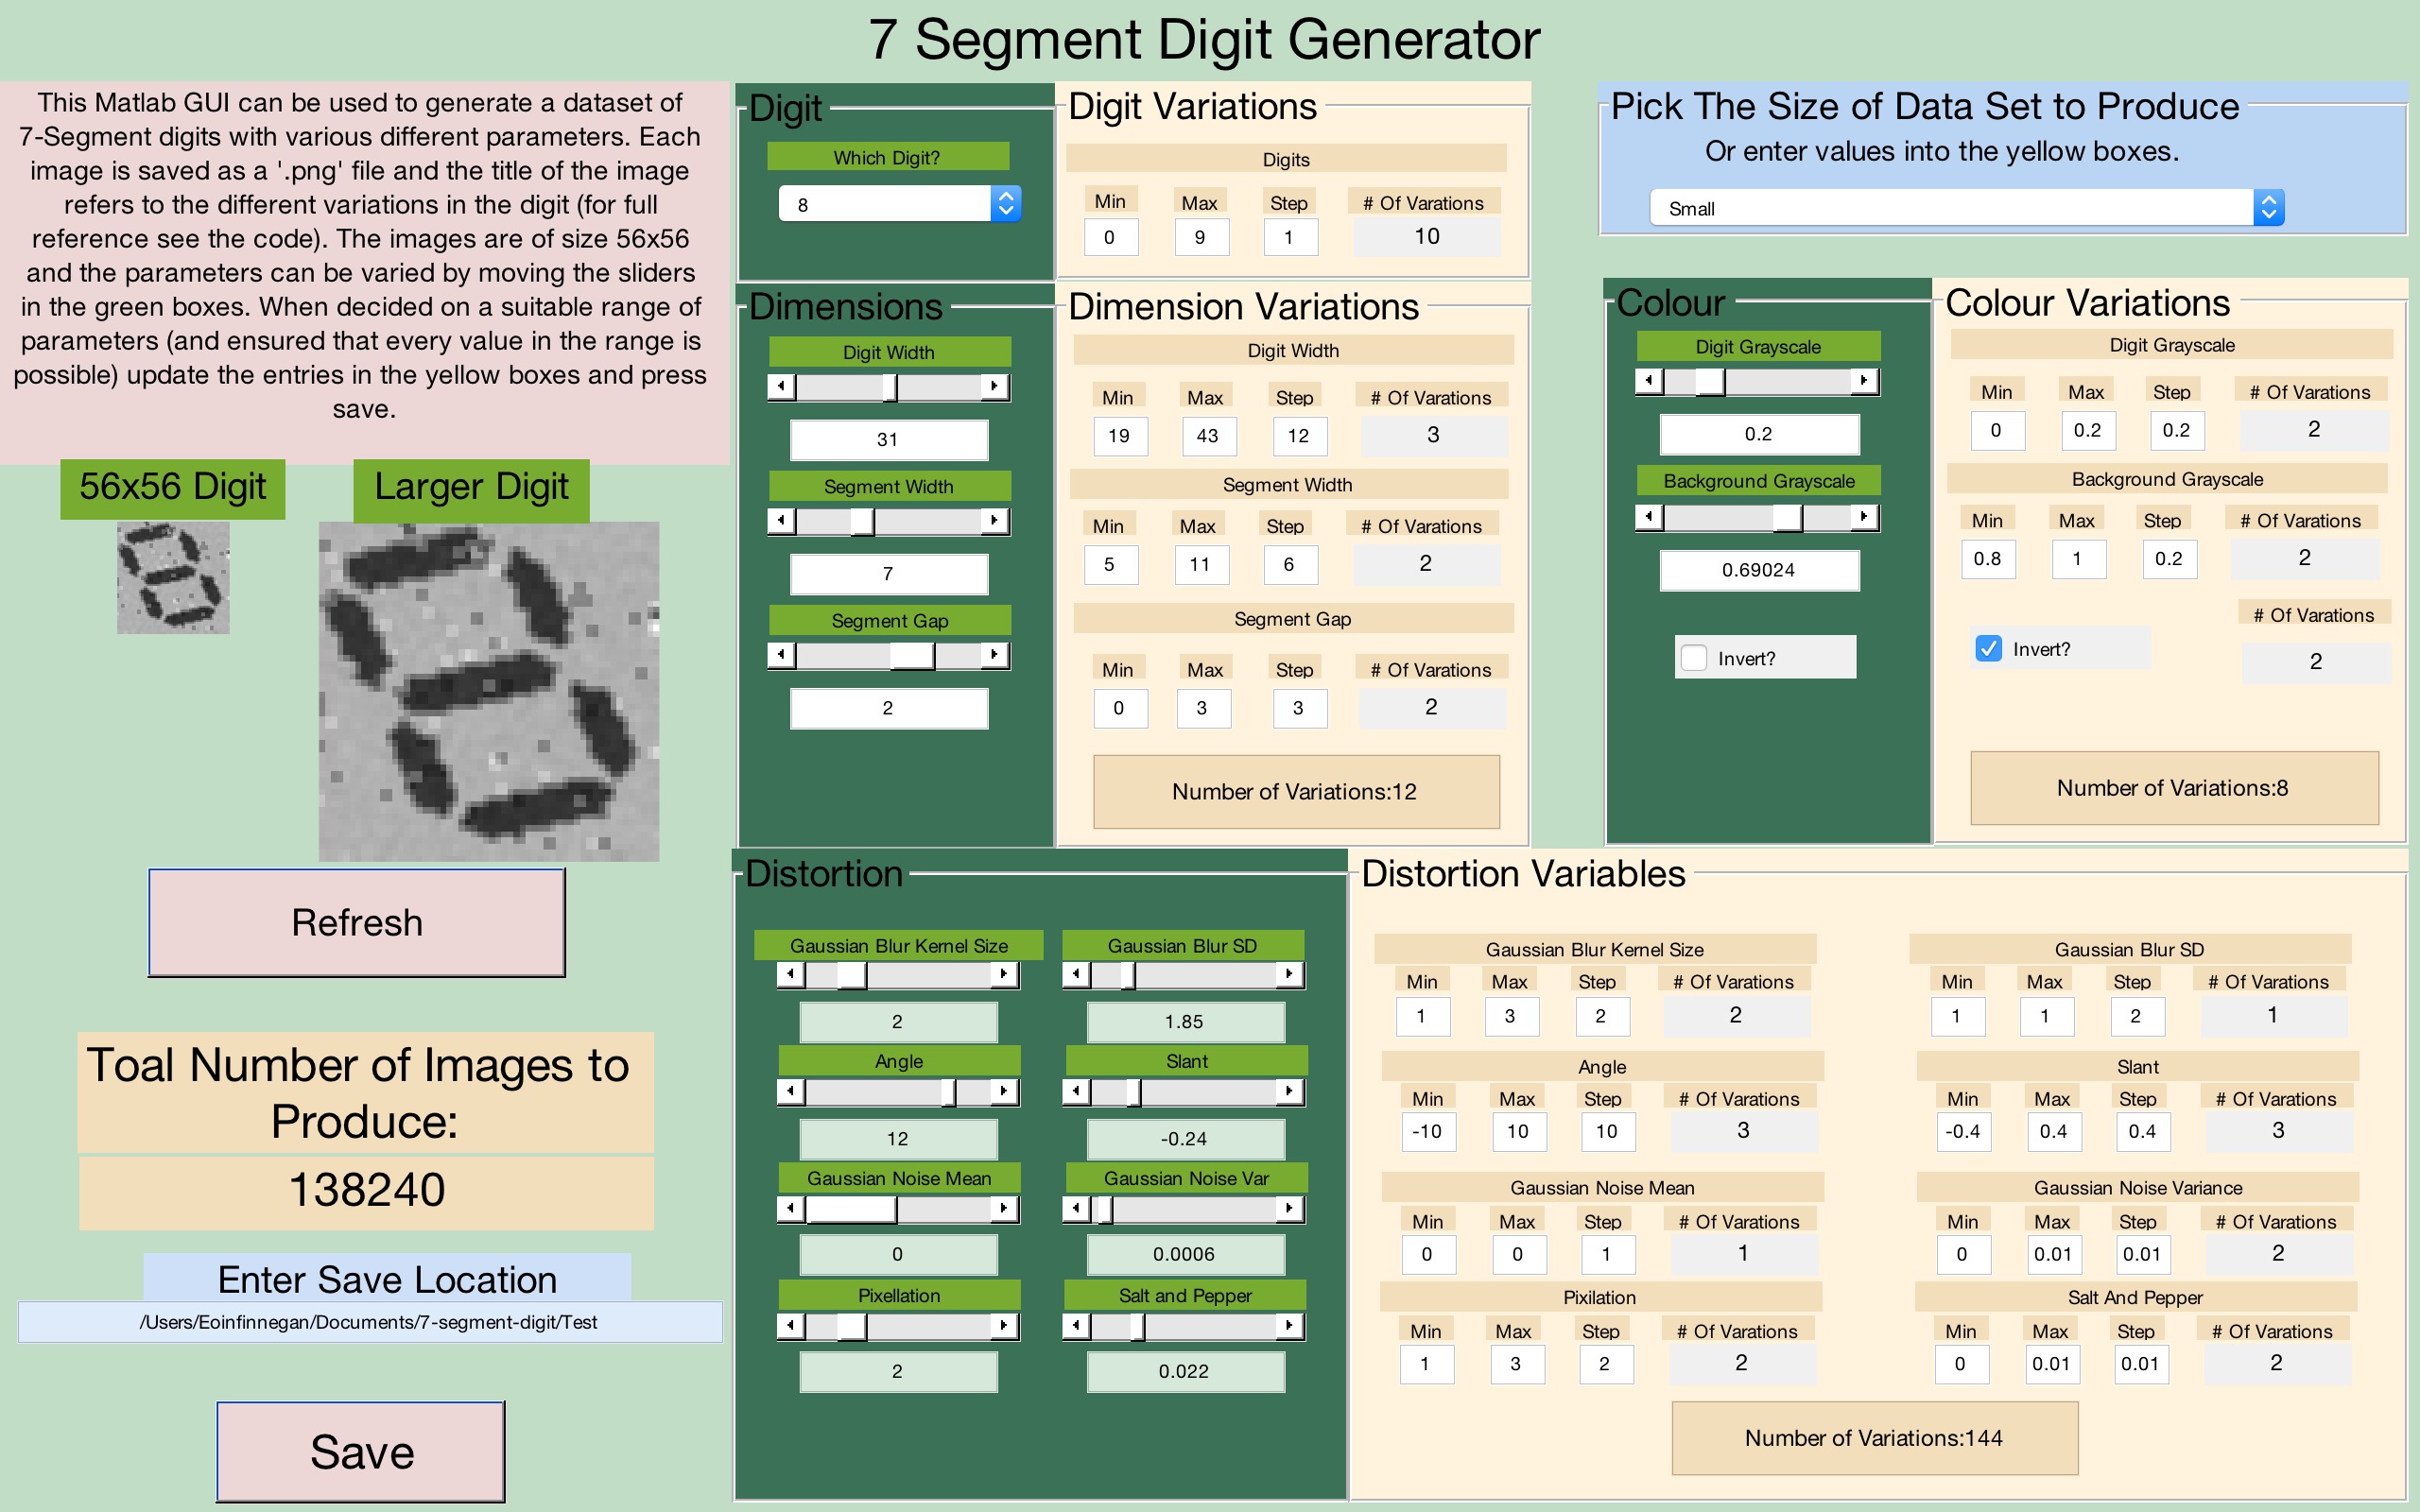 7 Segment Digit Generator
This Matlab GUI can be used to generate a dataset of
7-Segment digits with various different parameters. Each
image is saved as a '.png' file and the title of the image
refers to the different variations in the digit (for full
reference see the code). The images are of size 56x56
and the parameters can be varied by moving the sliders
in the green boxes. When decided on a suitable range of
parameters (and ensured that every value in the range is
possible) update the entries in the yellow boxes and press
save.
56x56 Digit
Larger Digit
Refresh
Toal Number of Images to
Produce:
138240
Enter Save Location
/Users/Eoinfinnegan/Documents/7-segment-digit/Test
Save
Digit
Which Digit?
8
Digit Variations
Digits
Min Max Step # Of Varations
0 9 1 10
Pick The Size of Data Set to Produce
Or enter values into the yellow boxes.
Small
Dimensions
Digit Width
31
Segment Width
7
Segment Gap
2
Dimension Variations
Digit Width
Min Max Step # Of Varations
19 43 12 3
Segment Width
Min Max Step # Of Varations
5 11 6 2
Segment Gap
Min Max Step # Of Varations
0 3 3 2
Number of Variations:12
Colour
Digit Grayscale
0.2
Background Grayscale
0.69024
Invert?
Colour Variations
Digit Grayscale
Min Max Step # Of Varations
0 0.2 0.2 2
Background Grayscale
Min Max Step # Of Varations
0.8 1 0.2 2
# Of Varations
Invert? 2
Number of Variations:8
Distortion
Gaussian Blur Kernel Size Gaussian Blur SD
2 1.85
Angle Slant
12 -0.24
Gaussian Noise Mean Gaussian Noise Var
0 0.0006
Pixellation Salt and Pepper
2 0.022
Distortion Variables
Gaussian Blur Kernel Size Gaussian Blur SD
Min Max Step # Of Varations Min Max Step # Of Varations
1 3 2 2 1 1 2 1
Angle Slant
Min Max Step # Of Varations Min Max Step # Of Varations
-10 10 10 3 -0.4 0.4 0.4 3
Gaussian Noise Mean Gaussian Noise Variance
Min Max Step # Of Varations Min Max Step # Of Varations
0 0 1 1 0 0.01 0.01 2
Pixilation Salt And Pepper
Min Max Step # Of Varations Min Max Step # Of Varations
1 3 2 2 0 0.01 0.01 2
Number of Variations:144